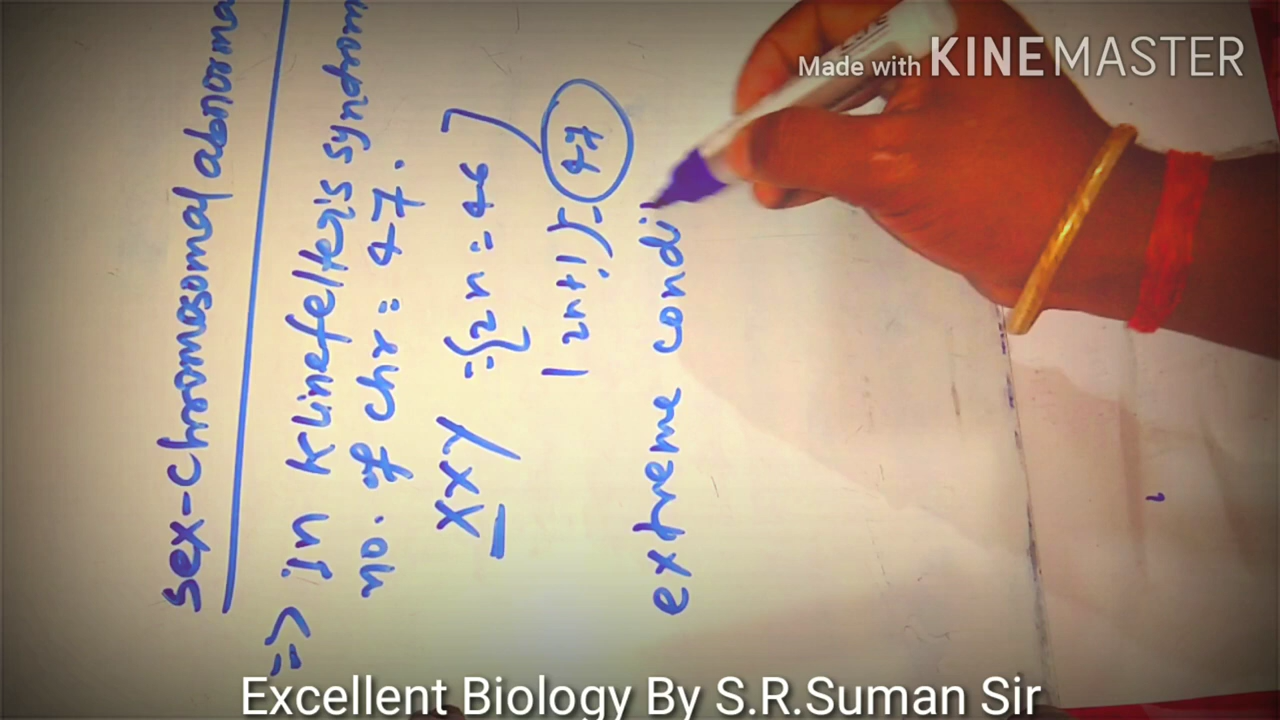 Made with KINEMASTER
sex-chromosomal abnorma
=> In Klinefelter's syndrom
no. of chr = 47.
XXY = {2n = 46
(2n+1) = 47
extreme condi
Excellent Biology By S.R.Suman Sir